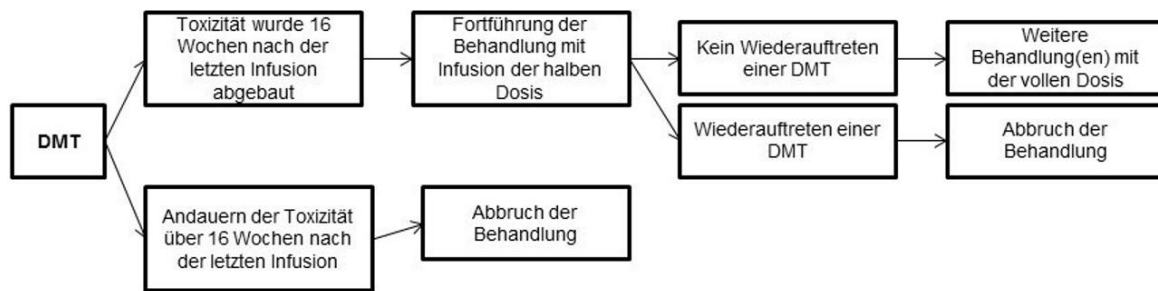 DMT
Toxizität wurde 16
Wochen nach der
letzten Infusion
abgebaut
Fortführung der
Behandlung mit
Infusion der halben
Dosis
Kein Wiederauftreten
einer DMT
Weitere
Behandlung(en) mit
der vollen Dosis
Wiederauftreten einer
DMT
Abbruch der
Behandlung
Andauern der Toxizität
über 16 Wochen nach
der letzten Infusion
Abbruch der
Behandlung